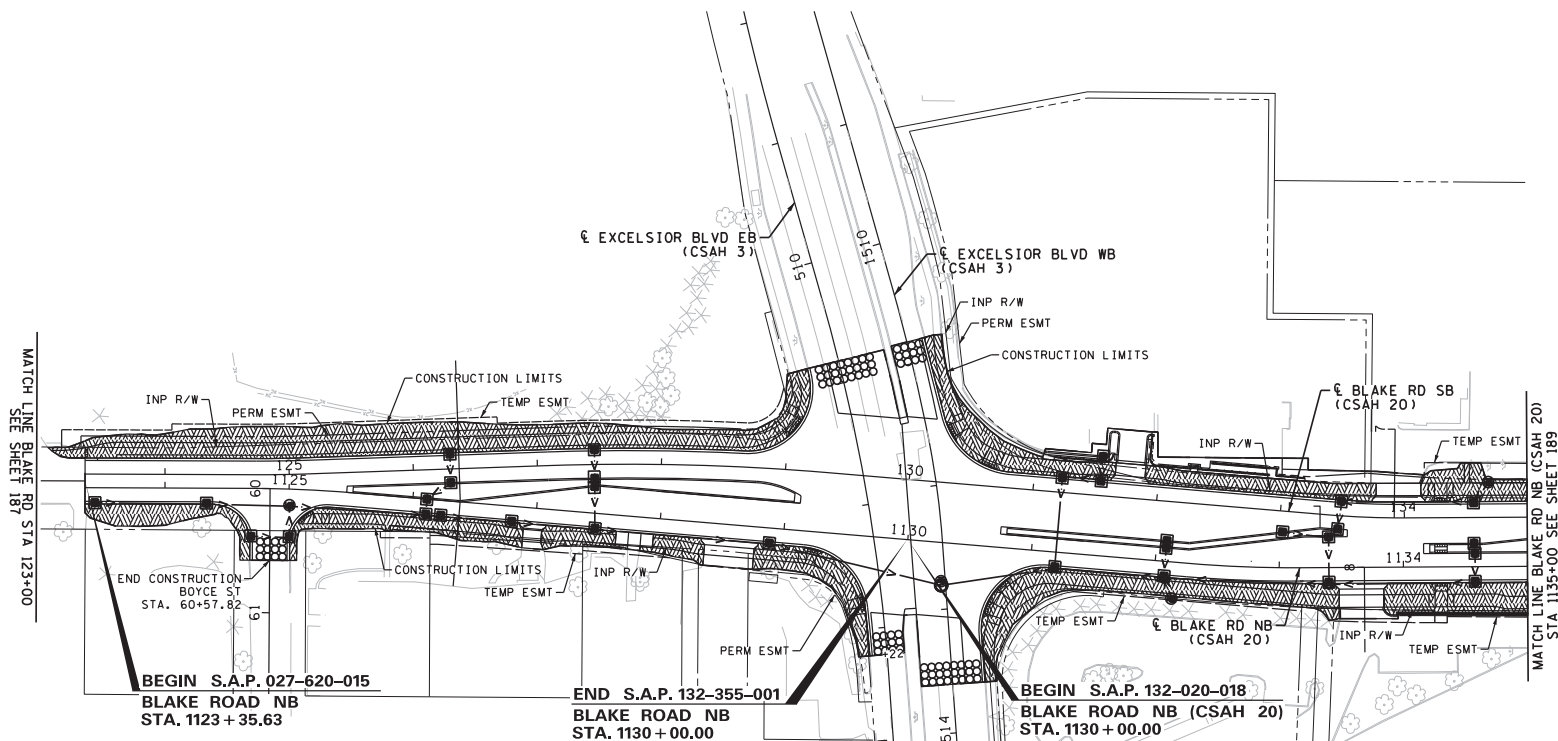 ℄ EXCELSIOR BLVD EB
(CSAH 3)
510
1510
℄ EXCELSIOR BLVD WB
(CSAH 3)
INP R/W
PERM ESMT
CONSTRUCTION LIMITS
MATCH LINE BLAKE RD STA 1123+00
SEE SHEET 187
INP R/W
PERM ESMT
CONSTRUCTION LIMITS
TEMP ESMT
℄ BLAKE RD SB
(CSAH 20)
7
INP R/W
TEMP ESMT
MATCH LINE BLAKE RD NB (CSAH 20)
STA 1135+00 SEE SHEET 189
125
1125
130
1130
134
1134
60
61
8
END CONSTRUCTION
BOYCE ST
STA. 60+57.82
CONSTRUCTION LIMITS
TEMP ESMT
INP R/W
PERM ESMT
+22
514
TEMP ESMT
℄ BLAKE RD NB
(CSAH 20)
INP R/W
TEMP ESMT
BEGIN S.A.P. 027-620-015
BLAKE ROAD NB
STA. 1123+35.63
END S.A.P. 132-355-001
BLAKE ROAD NB
STA. 1130+00.00
BEGIN S.A.P. 132-020-018
BLAKE ROAD NB (CSAH 20)
STA. 1130+00.00